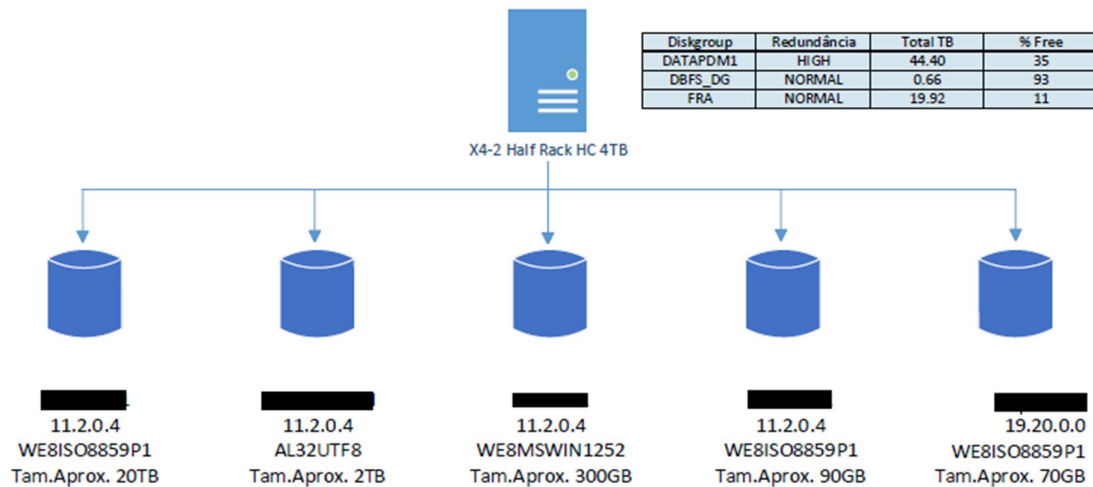 Diskgroup Redundância Total TB % Free
DATAPDM1 HIGH 44.40 35
DBFS_DG NORMAL 0.66 93
FRA NORMAL 19.92 11
X4-2 Half Rack HC 4TB
11.2.0.4 11.2.0.4 11.2.0.4 11.2.0.4 19.20.0.0
WE8ISO8859P1 AL32UTF8 WE8MSWIN1252 WE8ISO8859P1 WE8ISO8859P1
Tam.Aprox. 20TB Tam.Aprox. 2TB Tam.Aprox. 300GB Tam.Aprox. 90GB Tam.Aprox. 70GB